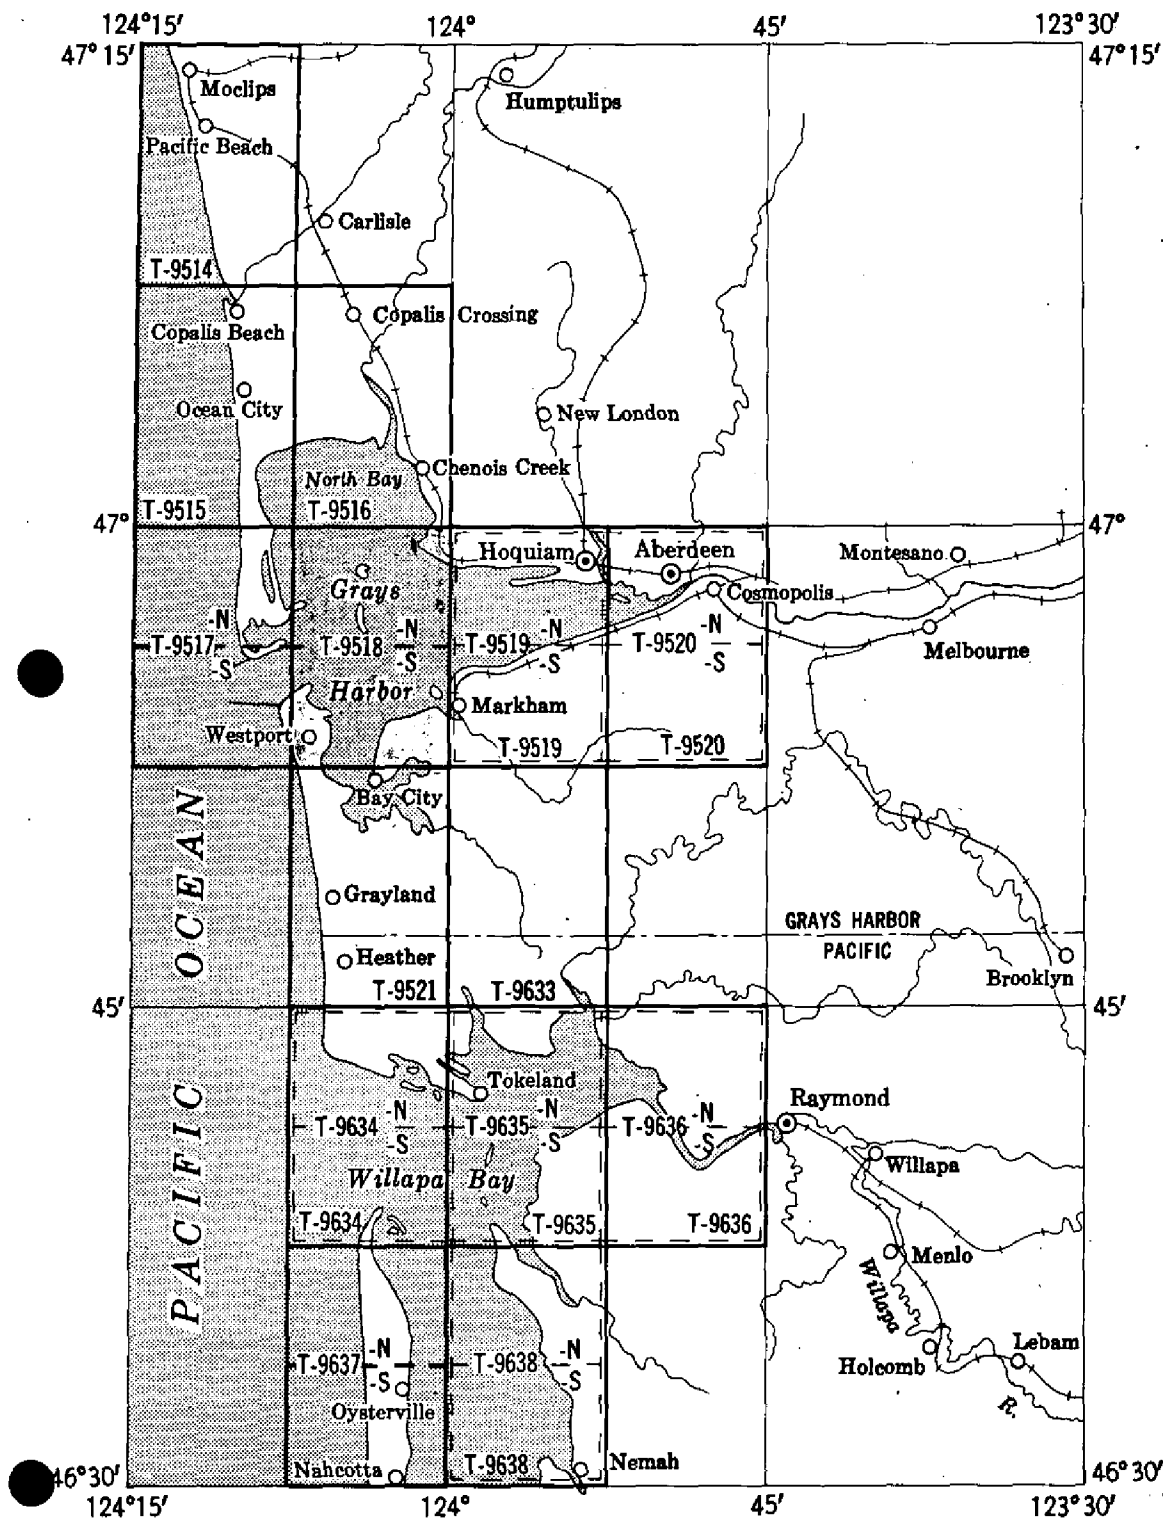 124°15′ 124° 45′ 123°30′
47°15′ 47°15′
Moclips
Humptulips
Pacific Beach
Carlisle
T-9514
Copalis Beach
Copalis Crossing
Ocean City
New London
Chenois Creek
North Bay
T-9515 T-9516
47° 47°
Hoquiam
Aberdeen
Montesano
Grays
Cosmopolis
T-9517 -N
-S
T-9518 -N
-S
T-9519 -N
-S
T-9520 -N
-S
Melbourne
Harbor
Markham
Westport
T-9519 T-9520
Bay City
PACIFIC OCEAN
Grayland
GRAYS HARBOR
PACIFIC
Heather
Brooklyn
T-9521 T-9633
45′ 45′
Tokeland
Raymond
T-9634 -N
-S
T-9635 -N
-S
T-9636 -N
-S
Willapa
Willapa Bay
T-9634 T-9635 T-9636
Menlo
Willapa
R.
Holcomb
Lebam
T-9637 -N
-S
T-9638 -N
-S
Oysterville
Nahcotta
T-9638
Nemah
46°30′ 46°30′
124°15′ 124° 45′ 123°30′